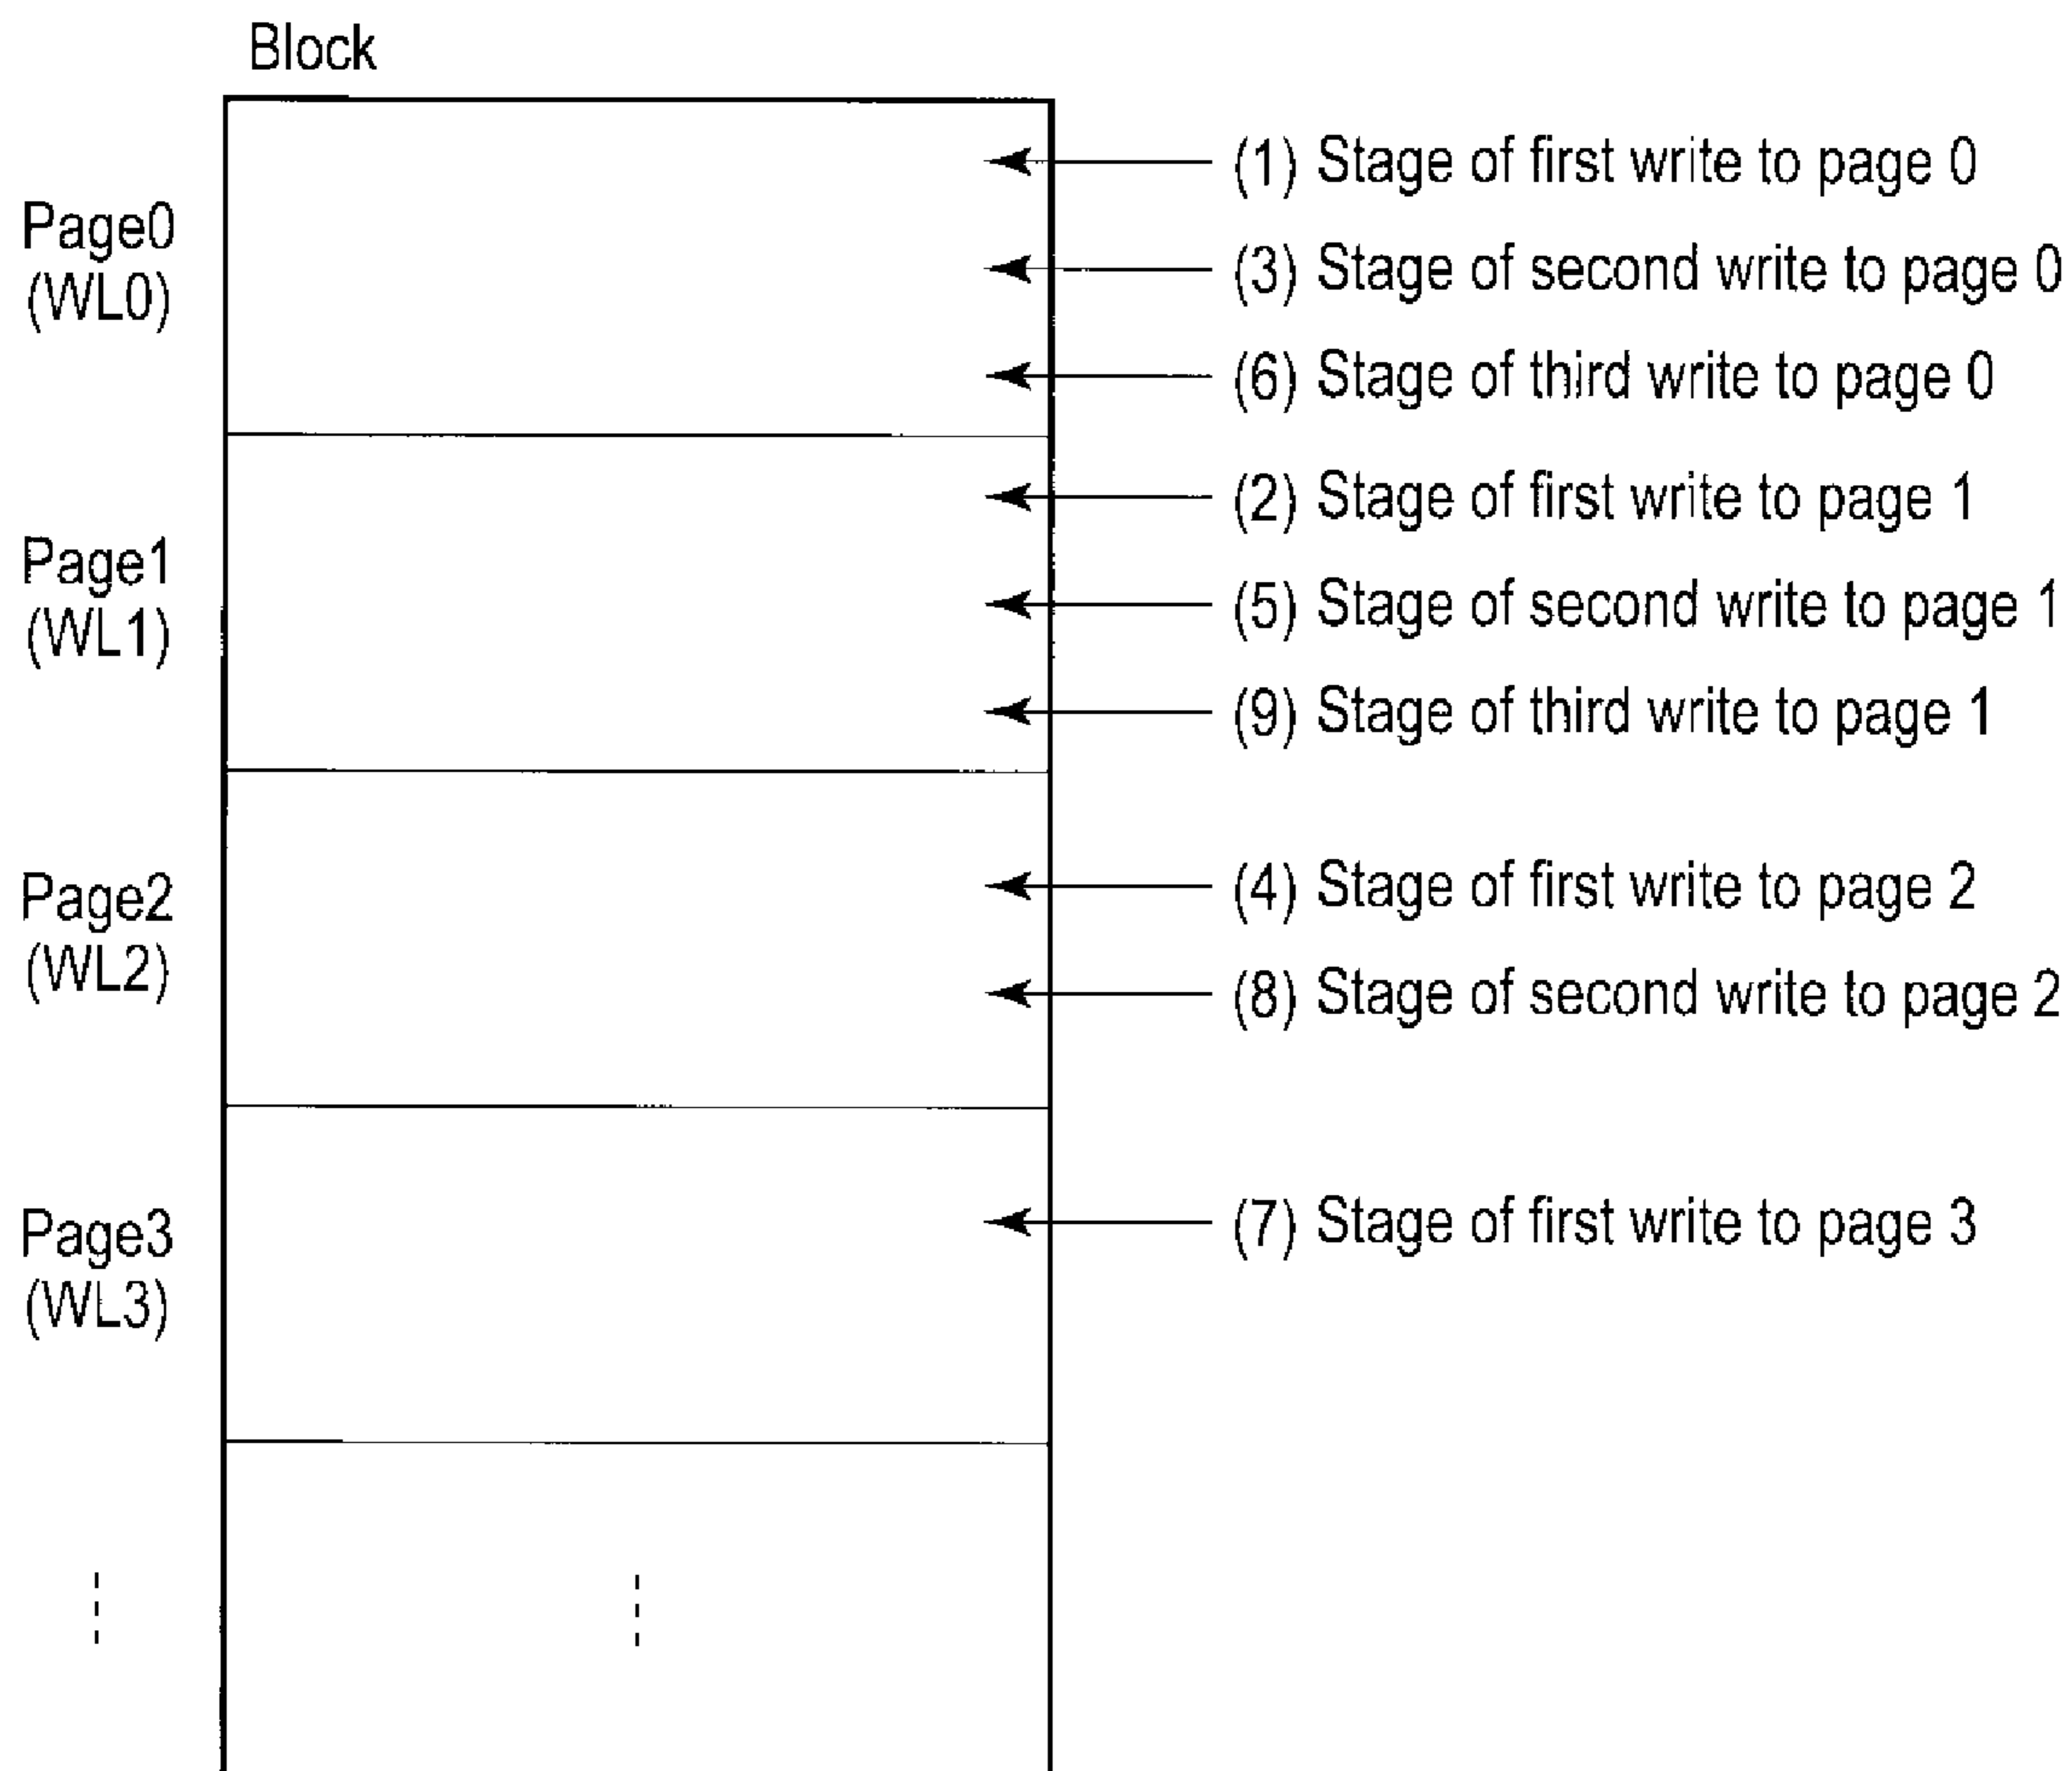 Block
Page0
(WL0)
(1) Stage of first write to page 0
(3) Stage of second write to page 0
(6) Stage of third write to page 0
Page1
(WL1)
(2) Stage of first write to page 1
(5) Stage of second write to page 1
(9) Stage of third write to page 1
Page2
(WL2)
(4) Stage of first write to page 2
(8) Stage of second write to page 2
Page3
(WL3)
(7) Stage of first write to page 3